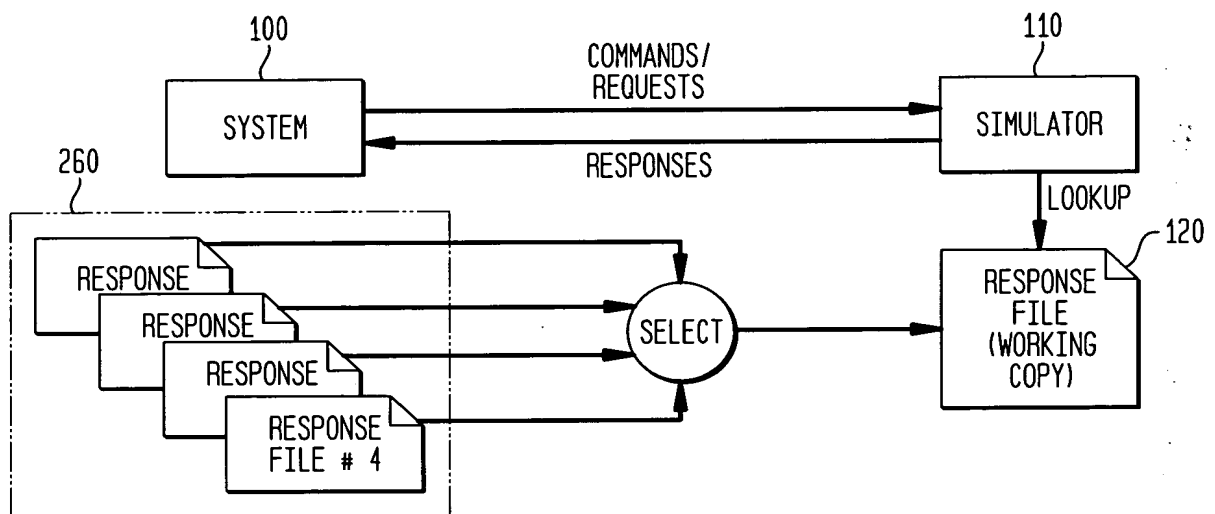 100
SYSTEM
COMMANDS/
REQUESTS
RESPONSES
110
SIMULATOR
LOOKUP
120
RESPONSE
FILE
(WORKING
COPY)
260
RESPONSE
RESPONSE
RESPONSE
RESPONSE
FILE # 4
SELECT